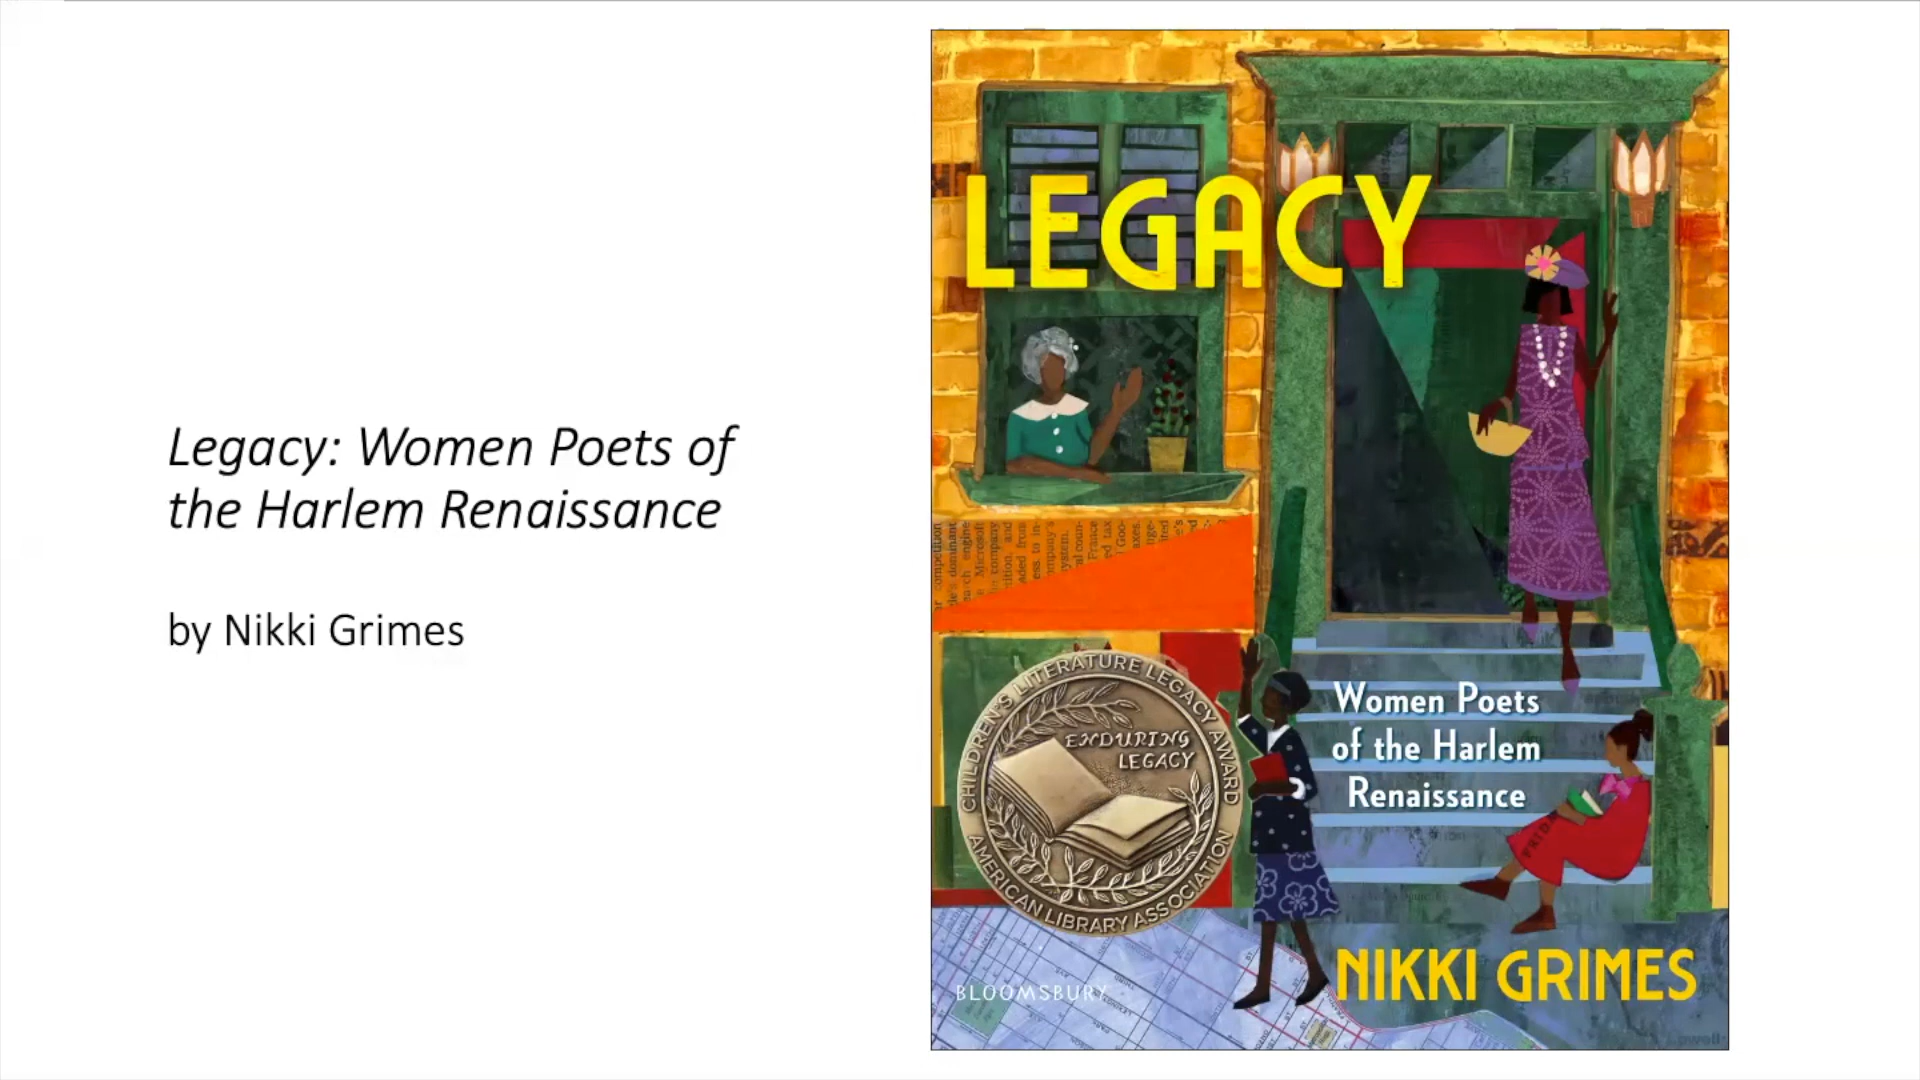 Legacy: Women Poets of
the Harlem Renaissance
by Nikki Grimes
LEGACY
CHILDREN'S LITERATURE LEGACY AWARD
ENDURING
LEGACY
AMERICAN LIBRARY ASSOCIATION
Women Poets
of the Harlem
Renaissance
NIKKI GRIMES
BLOOMSBURY